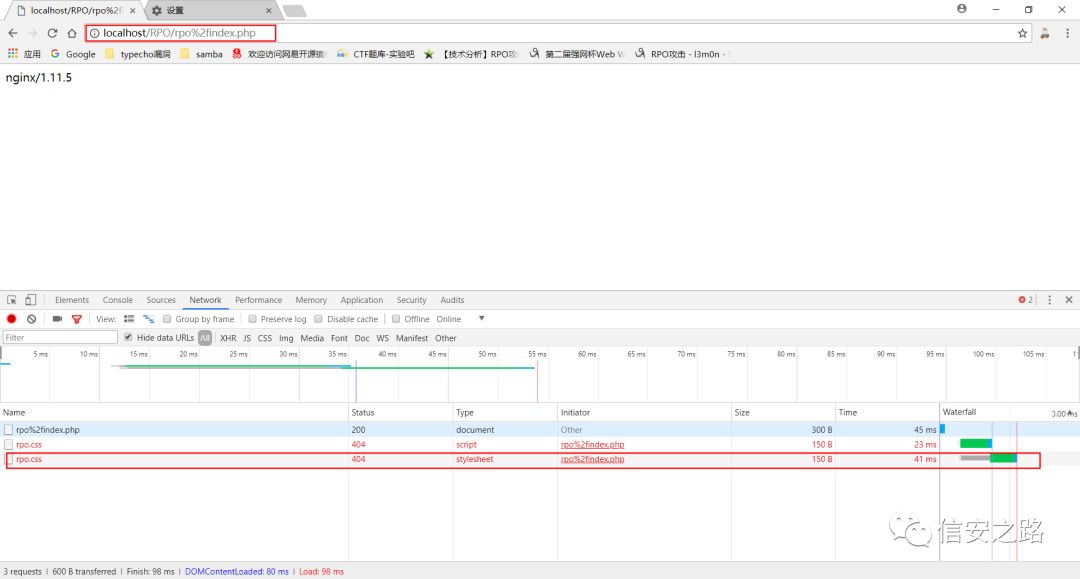 localhost/RPO/rpo%2fi
设置
localhost/RPO/rpo%2findex.php
应用 Google typecho漏洞 samba 欢迎访问网易开源镜 CTF题库-实验吧 【技术分析】RPO攻 第二届强网杯Web W RPO攻击 - l3m0n -
nginx/1.11.5
Elements Console Sources Network Performance Memory Application Security Audits 2
View: Group by frame Preserve log Disable cache Offline Online
Filter Hide data URLs All XHR JS CSS Img Media Font Doc WS Manifest Other
5 ms 10 ms 15 ms 20 ms 25 ms 30 ms 35 ms 40 ms 45 ms 50 ms 55 ms 60 ms 65 ms 70 ms 75 ms 80 ms 85 ms 90 ms 95 ms 100 ms 105 ms
Name Status Type Initiator Size Time Waterfall 3.00 ms
rpo%2findex.php 200 document Other 300 B 45 ms
rpo.css 404 script rpo%2findex.php 150 B 23 ms
rpo.css 404 stylesheet rpo%2findex.php 150 B 41 ms
信安之路
3 requests | 600 B transferred | Finish: 98 ms | DOMContentLoaded: 80 ms | Load: 98 ms